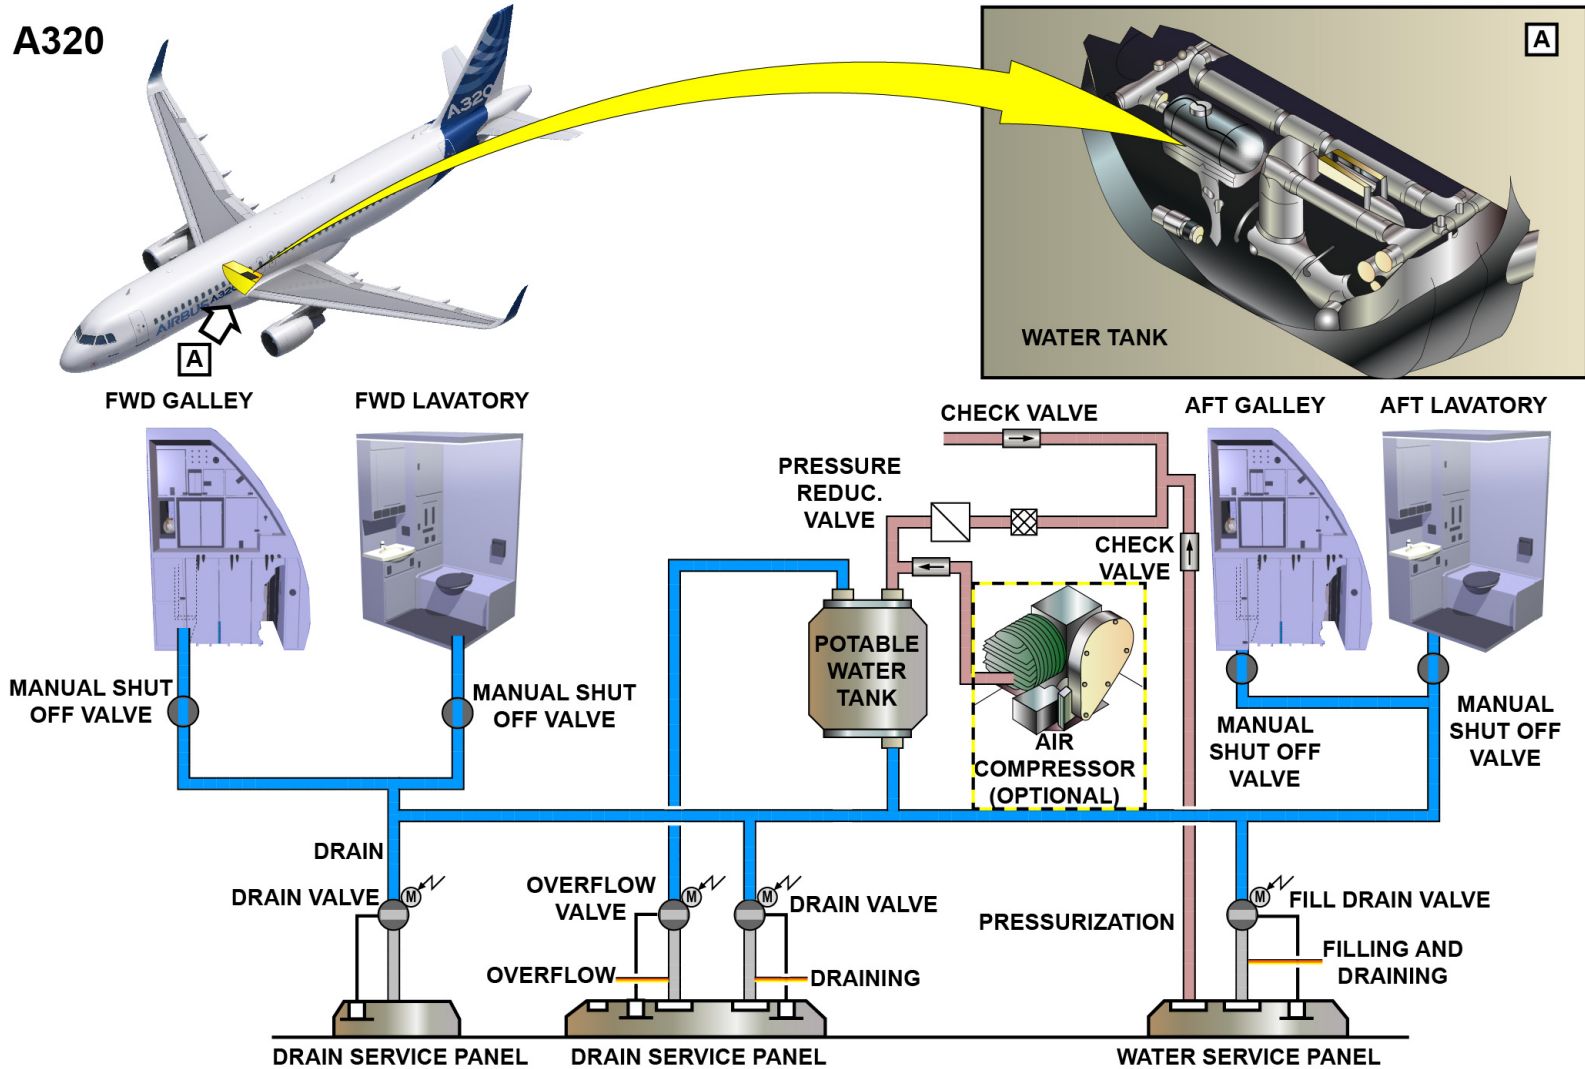 A320
A320
AIRBUS A320
A
A
WATER TANK
FWD GALLEY
FWD LAVATORY
CHECK VALVE
AFT GALLEY
AFT LAVATORY
PRESSURE
REDUC.
VALVE
CHECK
VALVE
POTABLE
WATER
TANK
MANUAL SHUT
OFF VALVE
MANUAL SHUT
OFF VALVE
AIR
COMPRESSOR
(OPTIONAL)
MANUAL
SHUT OFF
VALVE
MANUAL
SHUT OFF
VALVE
DRAIN
DRAIN VALVE
M
OVERFLOW
VALVE
M
M
DRAIN VALVE
PRESSURIZATION
M
FILL DRAIN VALVE
OVERFLOW
DRAINING
FILLING AND
DRAINING
DRAIN SERVICE PANEL
DRAIN SERVICE PANEL
WATER SERVICE PANEL